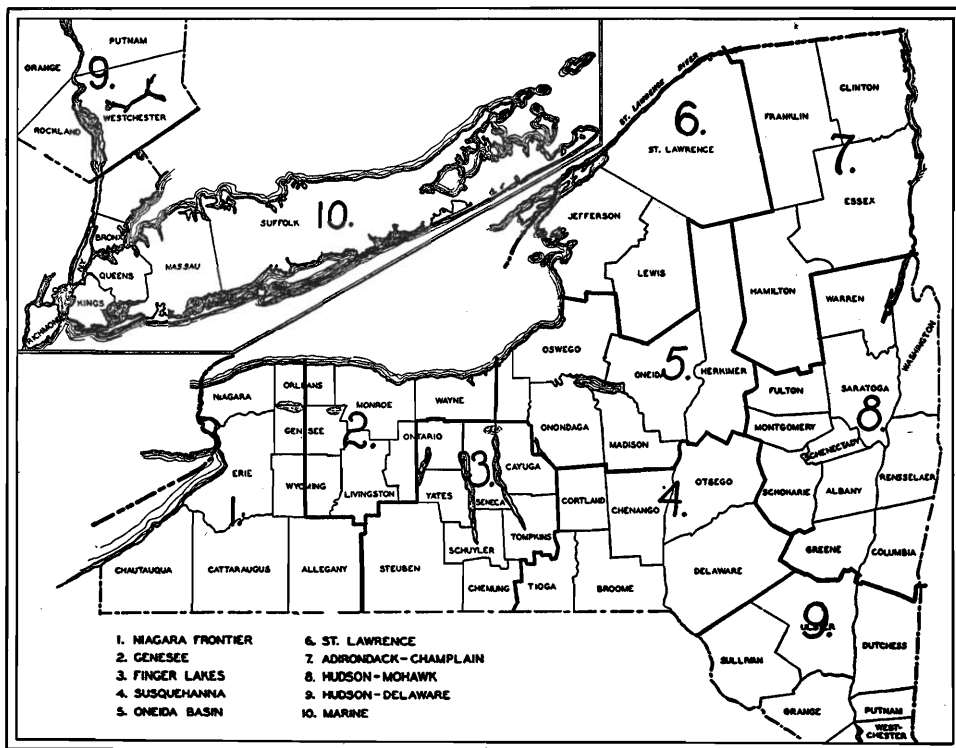 PUTNAM
ORANGE
9.
WESTCHESTER
ROCKLAND
BRONX
QUEENS
NASSAU
SUFFOLK
10.
KINGS
RICHMOND
N.Y.
ST. LAWRENCE RIVER
6.
ST. LAWRENCE
FRANKLIN
CLINTON
7.
ESSEX
JEFFERSON
LEWIS
HAMILTON
WARREN
WASHINGTON
OSWEGO
ONEIDA
5.
HERKIMER
FULTON
SARATOGA
8.
MONTGOMERY
SCHENECTADY
NIAGARA
ORLEANS
MONROE
WAYNE
GENESEE
2.
ONTARIO
3.
ONONDAGA
MADISON
CAYUGA
ERIE
1
WYOMING
LIVINGSTON
YATES
SENECA
CORTLAND
CHENANGO
4.
OTSEGO
SCHOHARIE
ALBANY
RENSSELAER
SCHUYLER
TOMPKINS
GREENE
COLUMBIA
CHAUTAUQUA
CATTARAUGUS
ALLEGANY
STEUBEN
CHEMUNG
TIOGA
BROOME
DELAWARE
9.
ULSTER
SULLIVAN
DUTCHESS
ORANGE
PUTNAM
WEST-
CHESTER
1. NIAGARA FRONTIER
2. GENESEE
3. FINGER LAKES
4. SUSQUEHANNA
5. ONEIDA BASIN
6. ST. LAWRENCE
7. ADIRONDACK-CHAMPLAIN
8. HUDSON-MOHAWK
9. HUDSON-DELAWARE
10. MARINE